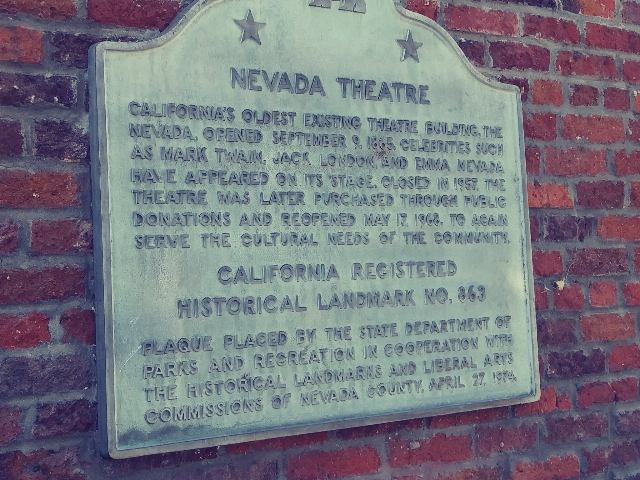 NEVADA THEATRE
CALIFORNIA'S OLDEST EXISTING THEATRE BUILDING, THE
NEVADA, OPENED SEPTEMBER 9, 1865. CELEBRITIES SUCH
AS MARK TWAIN, JACK LONDON AND EMMA NEVADA
HAVE APPEARED ON ITS STAGE. CLOSED IN 1957, THE
THEATRE WAS LATER PURCHASED THROUGH PUBLIC
DONATIONS AND REOPENED MAY 17, 1968, TO AGAIN
SERVE THE CULTURAL NEEDS OF THE COMMUNITY.
CALIFORNIA REGISTERED
HISTORICAL LANDMARK NO. 863
PLAQUE PLACED BY THE STATE DEPARTMENT OF
PARKS AND RECREATION IN COOPERATION WITH
THE HISTORICAL LANDMARKS AND LIBERAL ARTS
COMMISSIONS OF NEVADA COUNTY, APRIL 27, 1974.